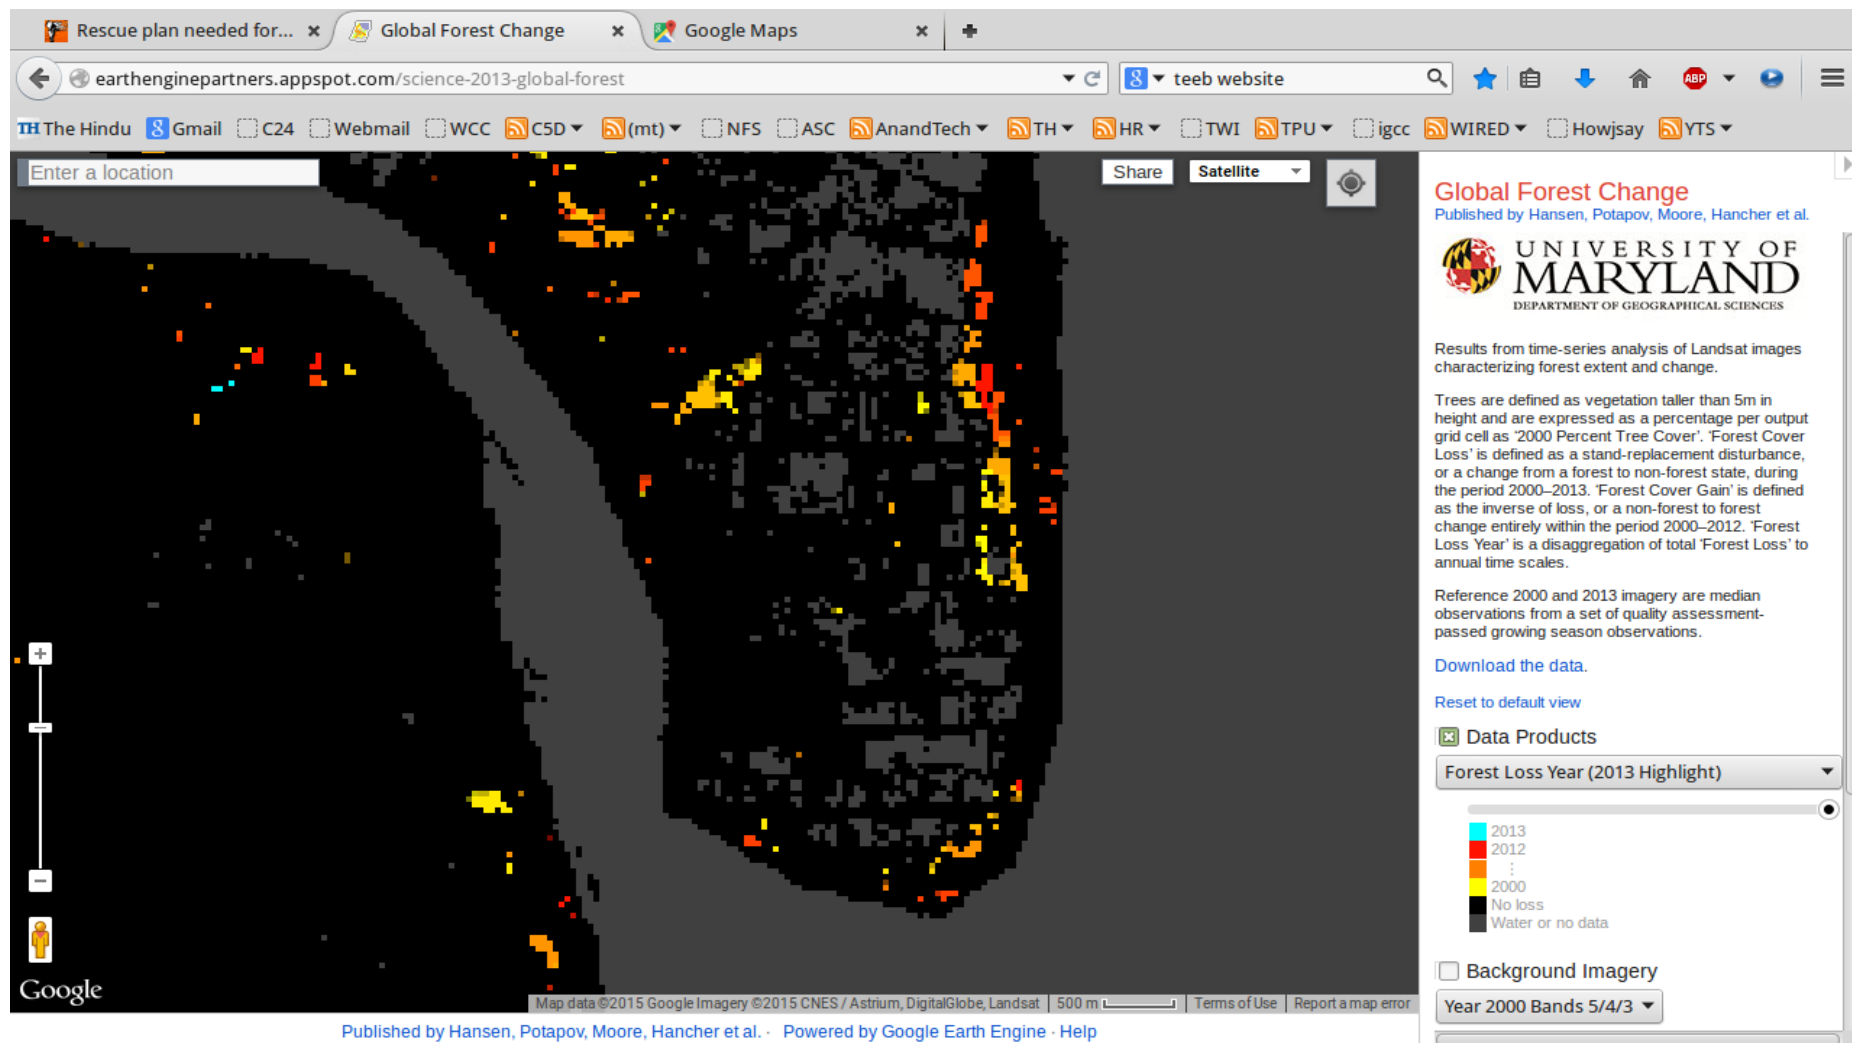 Rescue plan needed for...
Global Forest Change
Google Maps
earthenginepartners.appspot.com/science-2013-global-forest
8 teeb website
ABP
TH The Hindu
8 Gmail
C24
Webmail
WCC
C5D
(mt)
NFS
ASC
AnandTech
TH
HR
TWI
TPU
igcc
WIRED
Howjsay
YTS
Enter a location
Share
Satellite
Global Forest Change
Published by Hansen, Potapov, Moore, Hancher et al.
UNIVERSITY OF
MARYLAND
DEPARTMENT OF GEOGRAPHICAL SCIENCES
Results from time-series analysis of Landsat images
characterizing forest extent and change.
Trees are defined as vegetation taller than 5m in
height and are expressed as a percentage per output
grid cell as ‘2000 Percent Tree Cover’. ‘Forest Cover
Loss’ is defined as a stand-replacement disturbance,
or a change from a forest to non-forest state, during
the period 2000–2013. ‘Forest Cover Gain’ is defined
as the inverse of loss, or a non-forest to forest
change entirely within the period 2000–2012. ‘Forest
Loss Year’ is a disaggregation of total ‘Forest Loss’ to
annual time scales.
Reference 2000 and 2013 imagery are median
observations from a set of quality assessment-
passed growing season observations.
Download the data.
Reset to default view
Data Products
Forest Loss Year (2013 Highlight)
2013
2012
⋮
2000
No loss
Water or no data
Background Imagery
Year 2000 Bands 5/4/3
Google
Map data ©2015 Google Imagery ©2015 CNES / Astrium, DigitalGlobe, Landsat
500 m
Terms of Use
Report a map error
Published by Hansen, Potapov, Moore, Hancher et al. · Powered by Google Earth Engine · Help